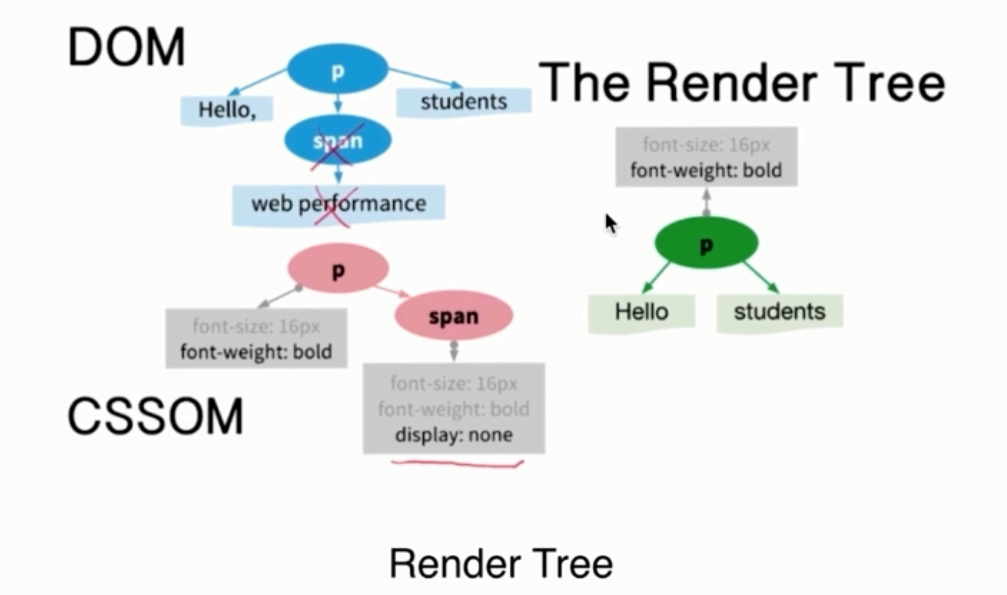 DOM
p
Hello,
students
span
web performance
p
font-size: 16px
font-weight: bold
span
font-size: 16px
font-weight: bold
display: none
CSSOM
The Render Tree
font-size: 16px
font-weight: bold
p
Hello
students
Render Tree